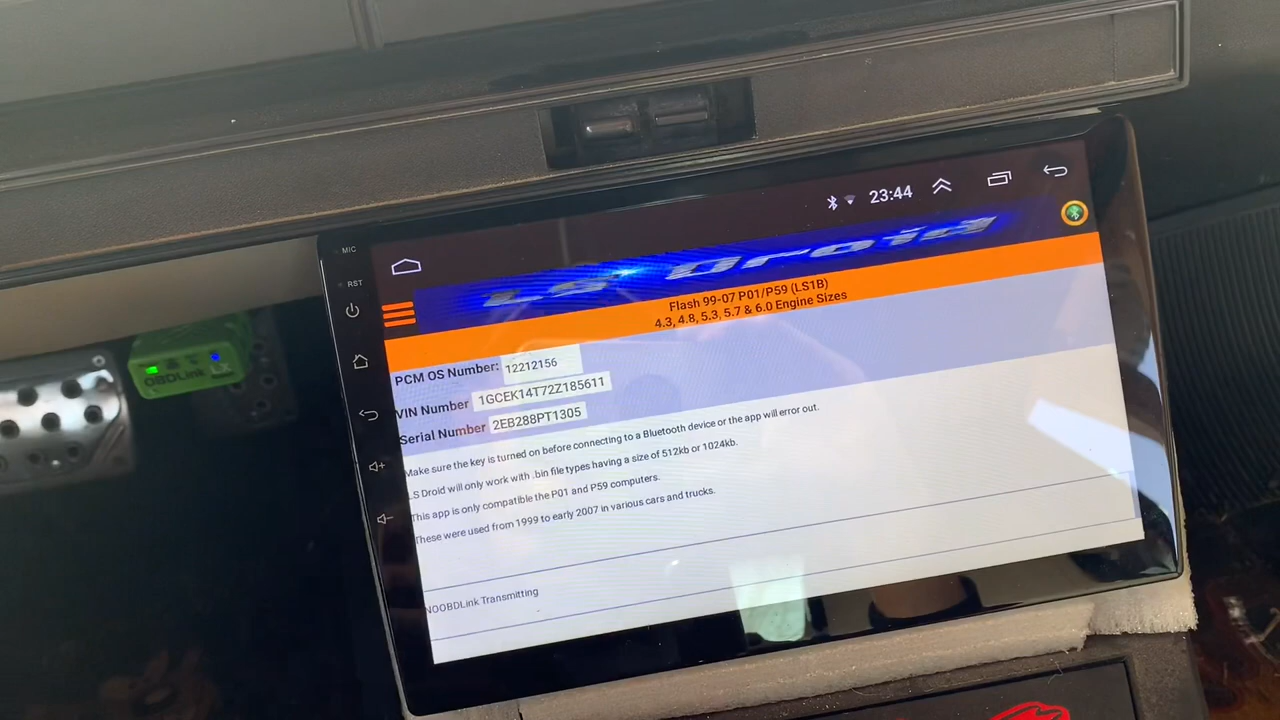 MIC
RST
23:44
LS Droid
Flash 99-07 P01/P59 (LS1B)
4.3, 4.8, 5.3, 5.7 & 6.0 Engine Sizes
PCM OS Number: 12212156
VIN Number 1GCEK14T72Z185611
Serial Number 2EB288PT1305
Make sure the key is turned on before connecting to a Bluetooth device or the app will error out.
LS Droid will only work with .bin file types having a size of 512kb or 1024kb.
This app is only compatible the P01 and P59 computers.
These were used from 1999 to early 2007 in various cars and trucks.
NOOBDLink Transmitting
OBDLink LX